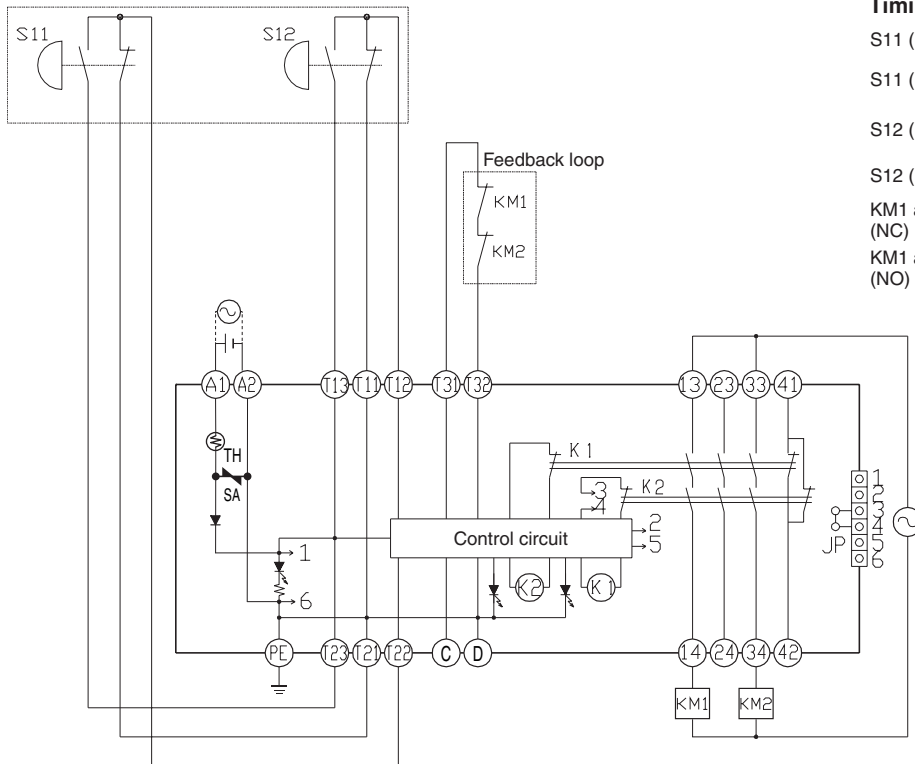 Timi
S11
S12
S11 (
S11 (
S12 (
S12 (
KM1 a
(NC)
KM1 a
(NO)
Feedback loop
KM1
KM2
A1 A2 T13 T11 T12 T31 T32 13 23 33 41
TH
SA
K1
K2
3
4
2
5
Control circuit
1
6
K2 K1
JP
1
2
3
4
5
6
PE T23 T21 T22 C D 14 24 34 42
KM1 KM2